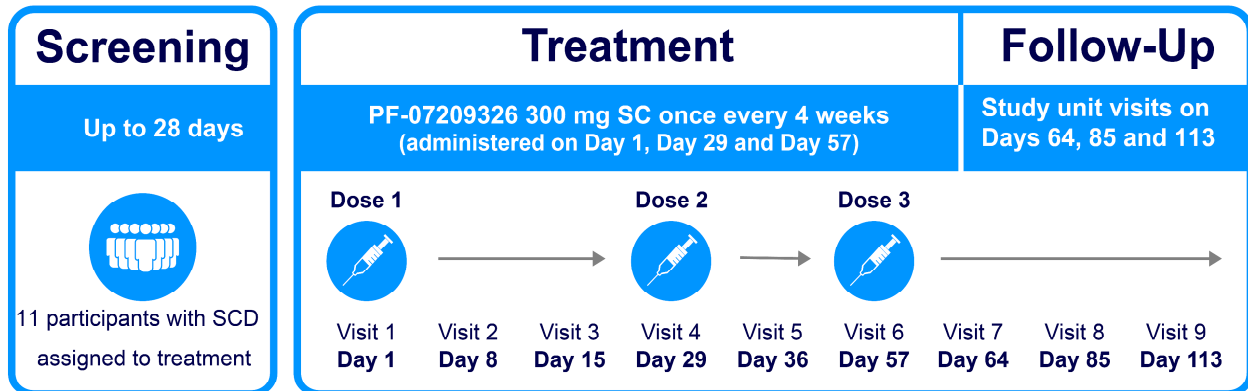 Screening
Up to 28 days
11 participants with SCD
assigned to treatment
Treatment
PF-07209326 300 mg SC once every 4 weeks
(administered on Day 1, Day 29 and Day 57)
Follow-Up
Study unit visits on
Days 64, 85 and 113
Dose 1 Dose 2 Dose 3
Visit 1 Visit 2 Visit 3 Visit 4 Visit 5 Visit 6 Visit 7 Visit 8 Visit 9
Day 1 Day 8 Day 15 Day 29 Day 36 Day 57 Day 64 Day 85 Day 113